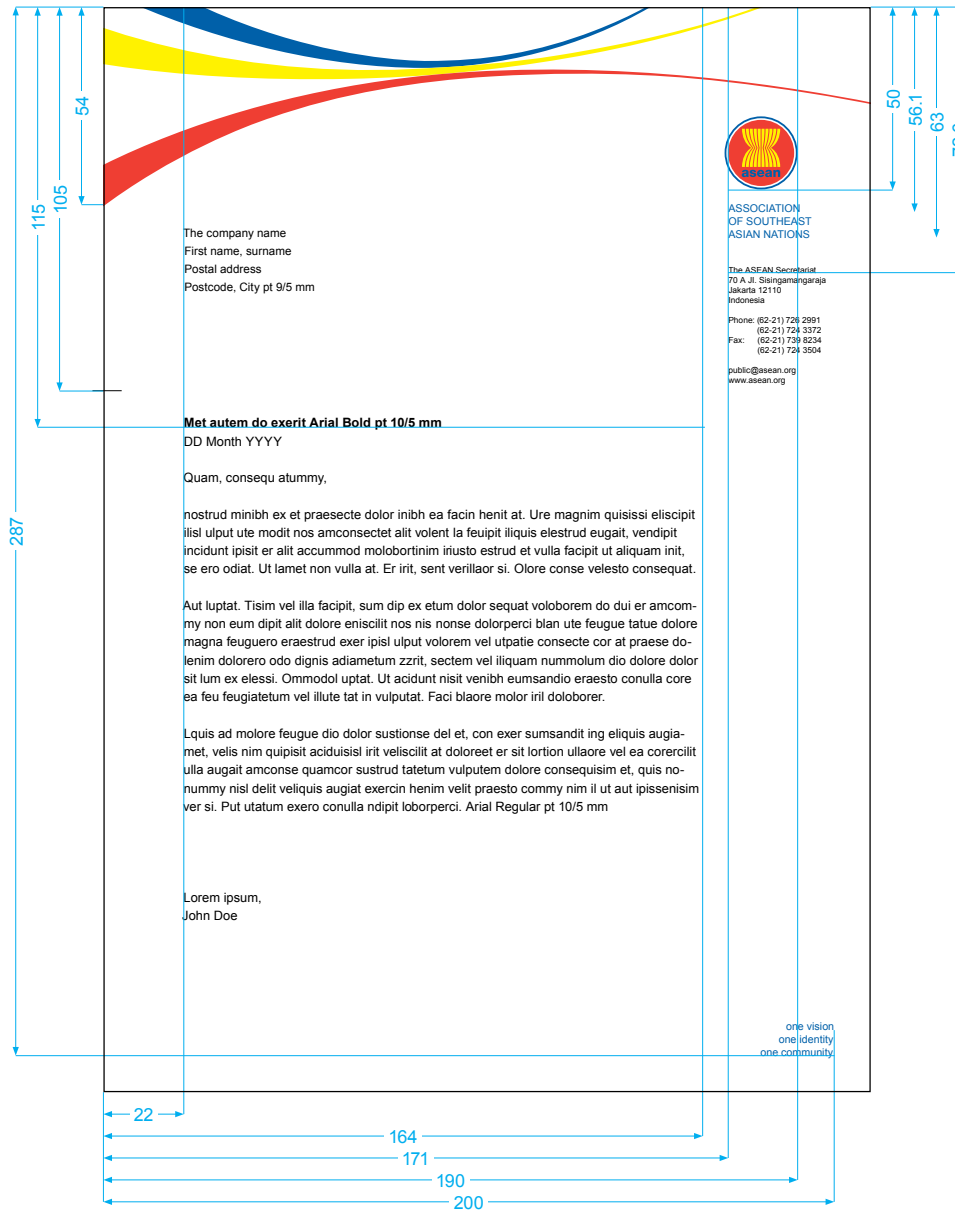 54
105
115
287
50
56.1
63
asean
ASSOCIATION
OF SOUTHEAST
ASIAN NATIONS
The company name
First name, surname
Postal address
Postcode, City pt 9/5 mm
The ASEAN Secretariat
70 A Jl. Sisingamangaraja
Jakarta 12110
Indonesia
Phone: (62-21) 726 2991
(62-21) 724 3372
Fax: (62-21) 739 8234
(62-21) 724 3504
public@asean.org
www.asean.org
Met autem do exerit Arial Bold pt 10/5 mm
DD Month YYYY
Quam, consequ atummy,
nostrud minibh ex et praesecte dolor inibh ea facin henit at. Ure magnim quisissi eliscipit
ilisl ulput ute modit nos amconsectet alit volent la feuipit iliquis elestrud eugait, vendipit
incidunt ipisit er alit accummod molobortinim iriusto estrud et vulla facipit ut aliquam init,
se ero odiat. Ut lamet non vulla at. Er irit, sent verillaor si. Olore conse velesto consequat.
Aut luptat. Tisim vel illa facipit, sum dip ex etum dolor sequat voloborem do dui er amcom-
my non eum dipit alit dolore eniscilit nos nis nonse dolorperci blan ute feugue tatue dolore
magna feuguero eraestrud exer ipisl ulput volorem vel utpatie consecte cor at praese do-
lenim dolorero odo dignis adiametum zzrit, sectem vel iliquam nummolum dio dolore dolor
sit lum ex elessi. Ommodol uptat. Ut acidunt nisit venibh eumsandio eraesto conulla core
ea feu feugiatetum vel illute tat in vulputat. Faci blaore molor iril doloborer.
Lquis ad molore feugue dio dolor sustionse del et, con exer sumsandit ing eliquis augia-
met, velis nim quipisit aciduisisl irit veliscilit at doloreet er sit lortion ullaore vel ea corercilit
ulla augait amconse quamcor sustrud tatetum vulputem dolore consequisim et, quis no-
nummy nisl delit veliquis augiat exercin henim velit praesto commy nim il ut aut ipissenisim
ver si. Put utatum exero conulla ndipit loborperci. Arial Regular pt 10/5 mm
Lorem ipsum,
John Doe
one vision
one identity
one community
22
164
171
190
200